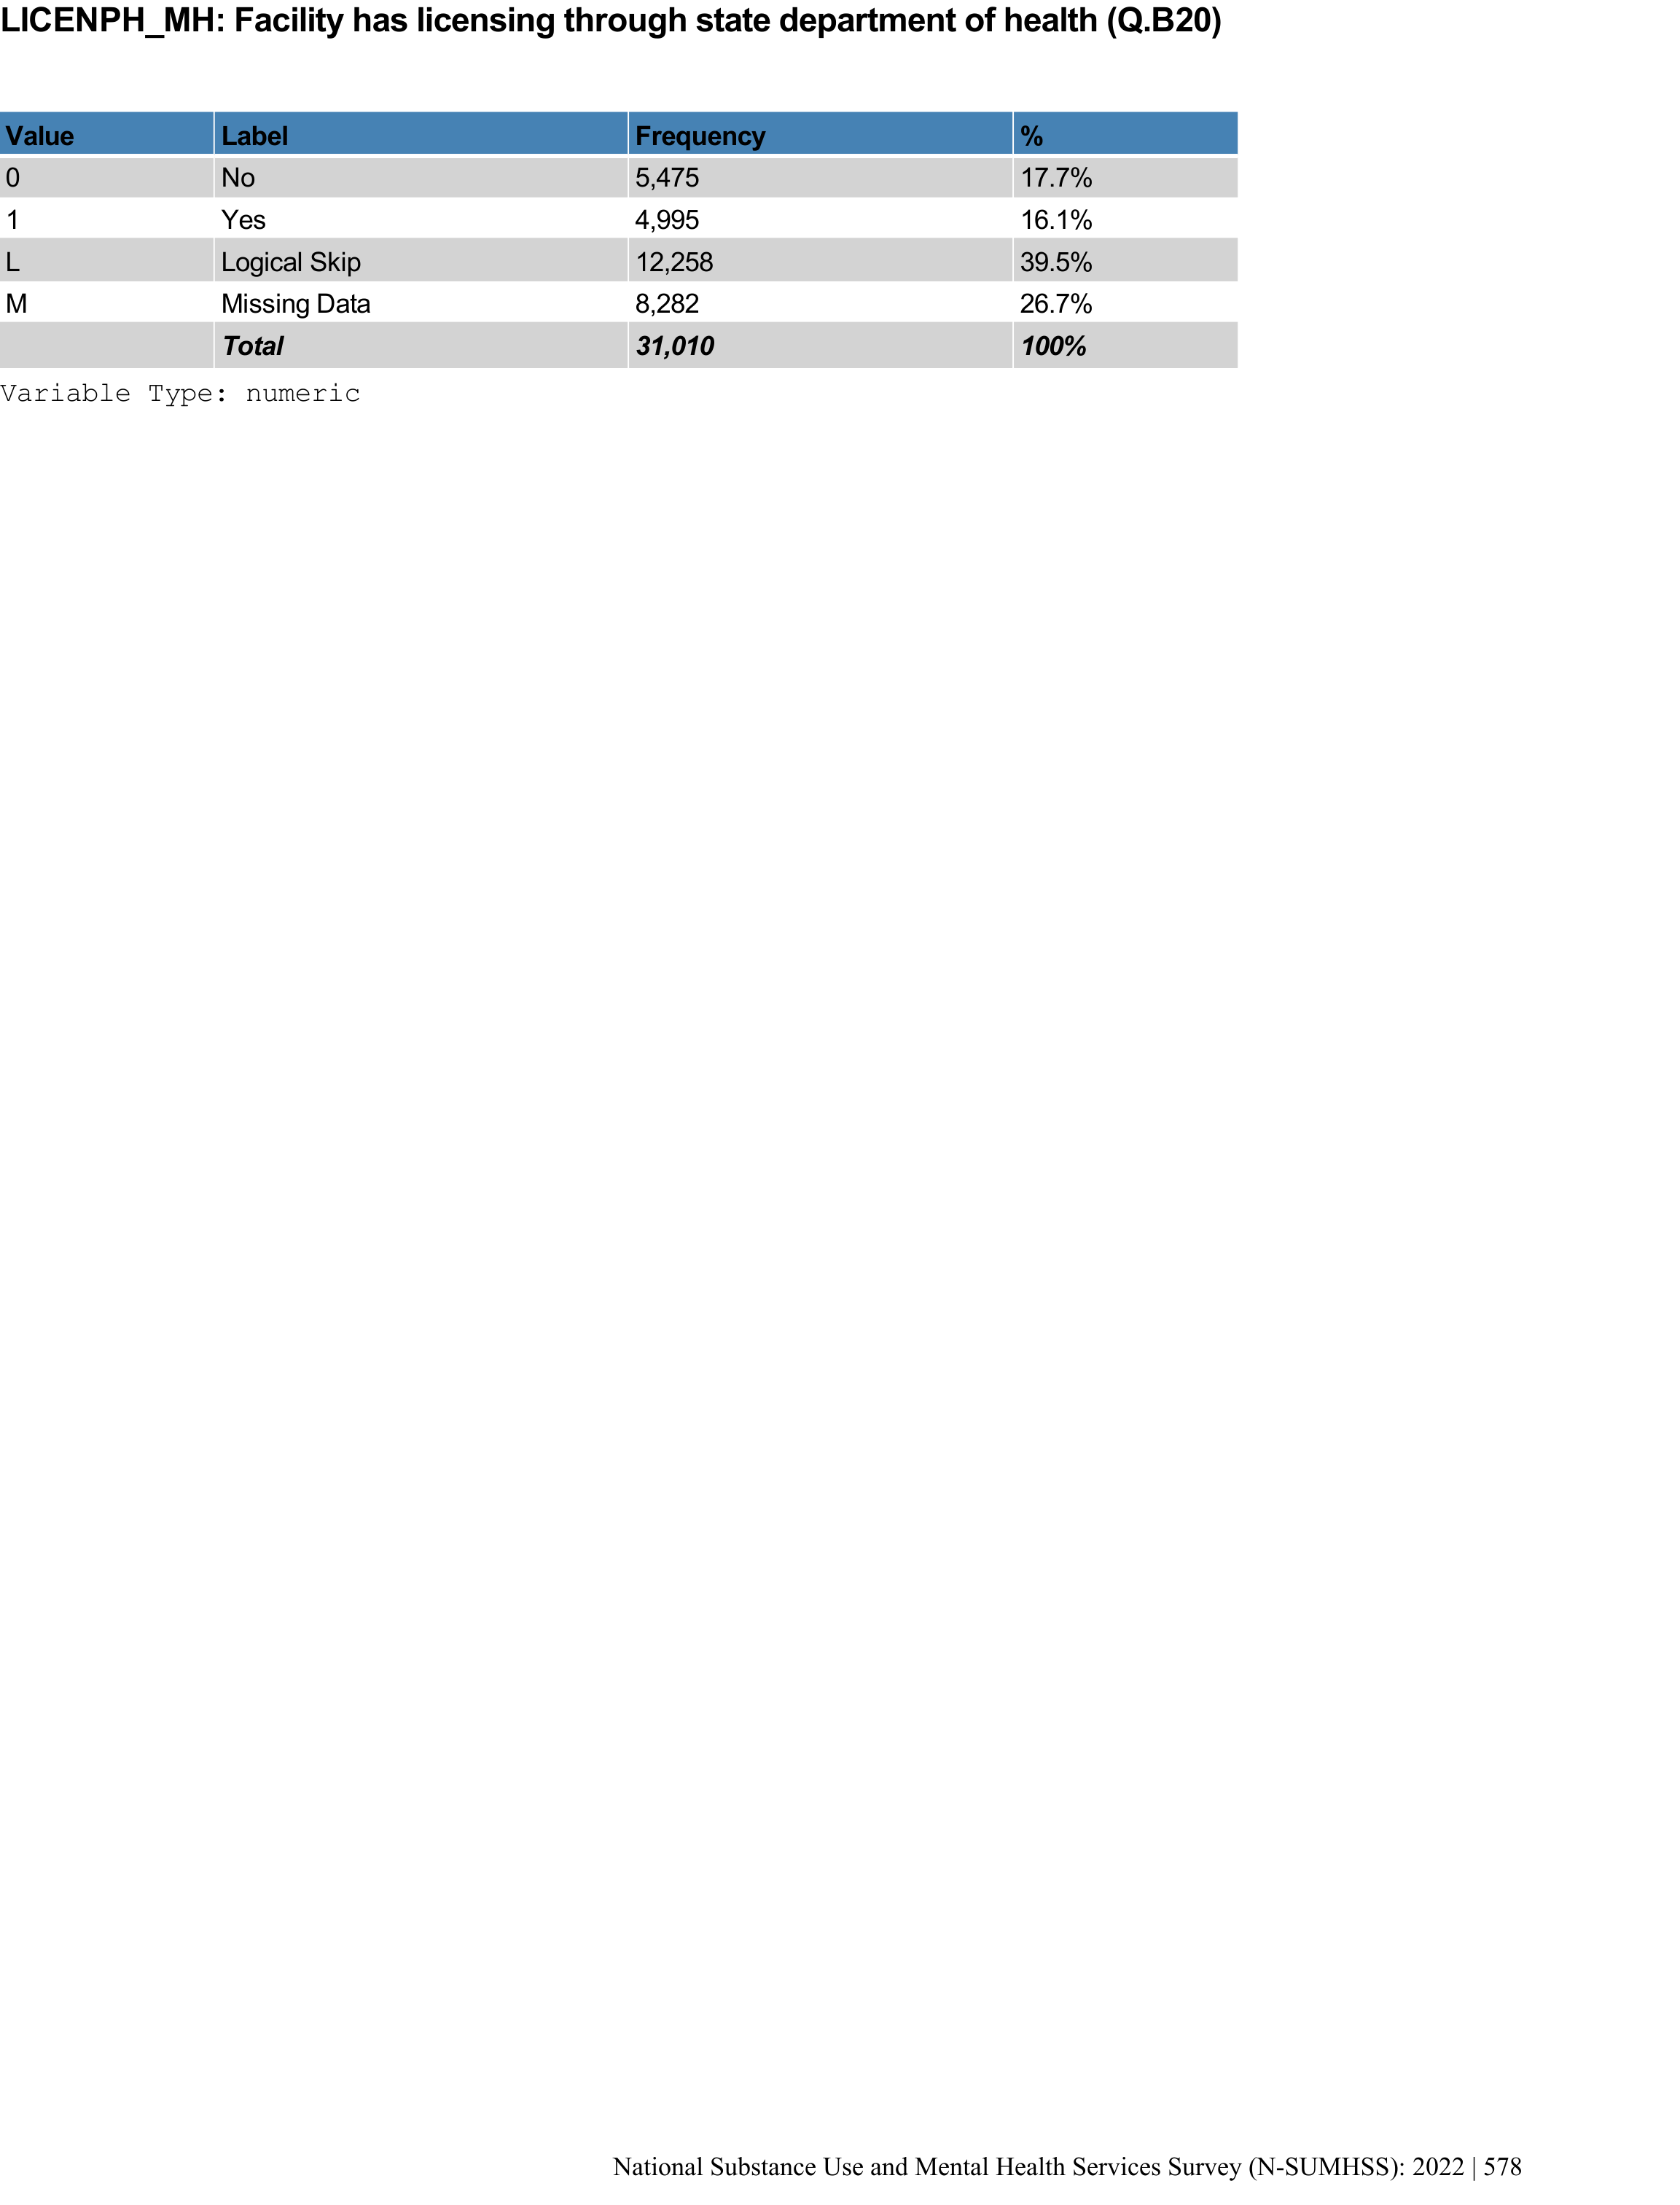 LICENPH_MH: Facility has licensing through state department of health (Q.B20)
Value Label Frequency %
0 No 5,475 17.7%
1 Yes 4,995 16.1%
L Logical Skip 12,258 39.5%
M Missing Data 8,282 26.7%
Total 31,010 100%
Variable Type: numeric
National Substance Use and Mental Health Services Survey (N-SUMHSS): 2022 | 578